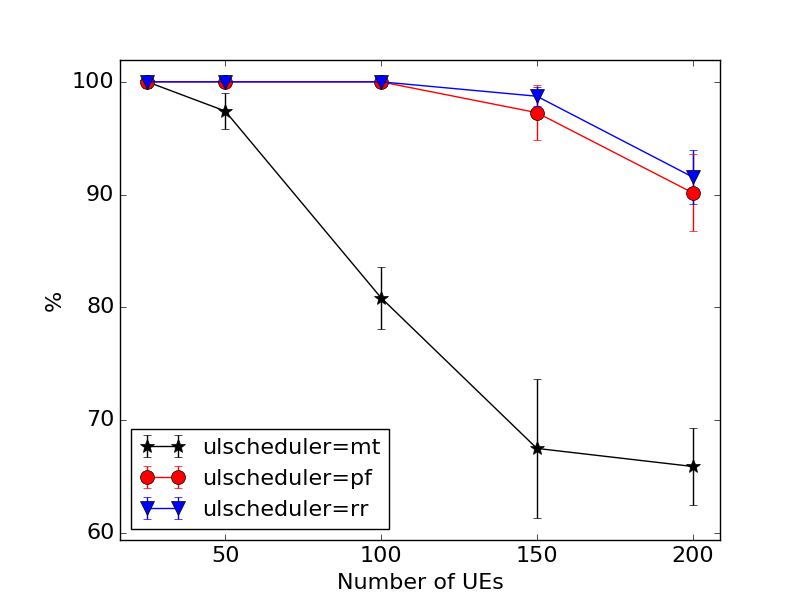 100
90
80
70
60
%
ulscheduler=mt
ulscheduler=pf
ulscheduler=rr
50 100 150 200
Number of UEs